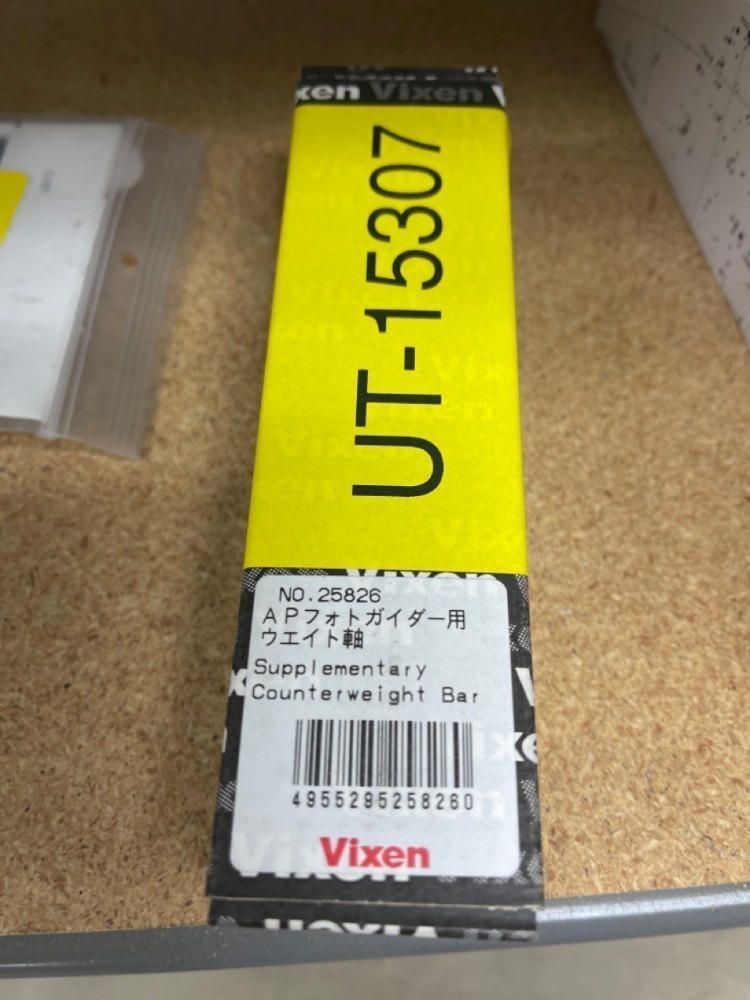 Vixen
UT-15307
NO.25826
APフォトガイダー用
ウエイト軸
Supplementary
Counterweight Bar
4955295258260
Vixen